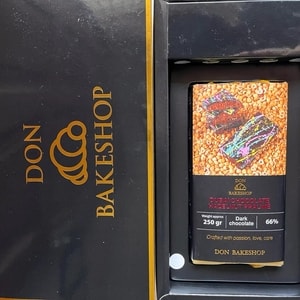 DON
BAKESHOP
DON
BAKESHOP
Weight approx
250 gr
Dark
chocolate
66%
Crafted with passion, love, care
DON BAKESHOP